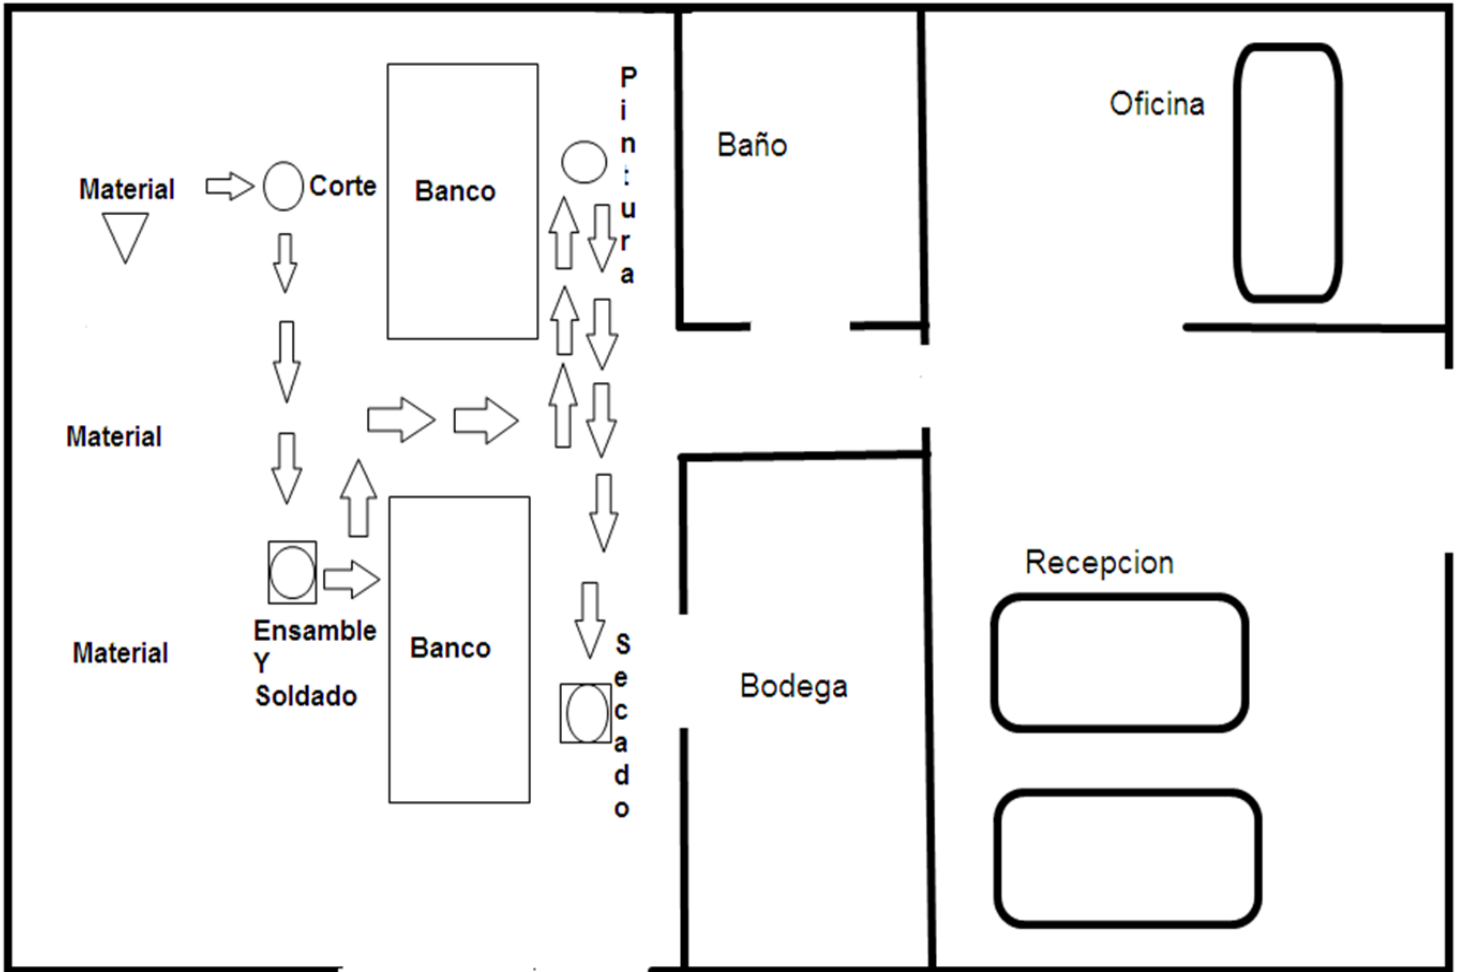 Material
Corte
Banco
P
i
n
t
u
r
a
Baño
Oficina
Material
Material
Ensamble
Y
Soldado
Banco
S
e
c
a
d
o
Bodega
Recepcion